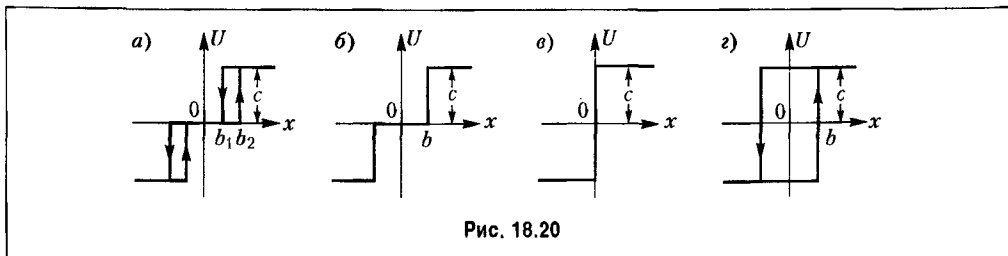 а) U 0 c b₁ b₂ x
б) U 0 c b x
в) U 0 c x
г) U 0 c b x
Рис. 18.20